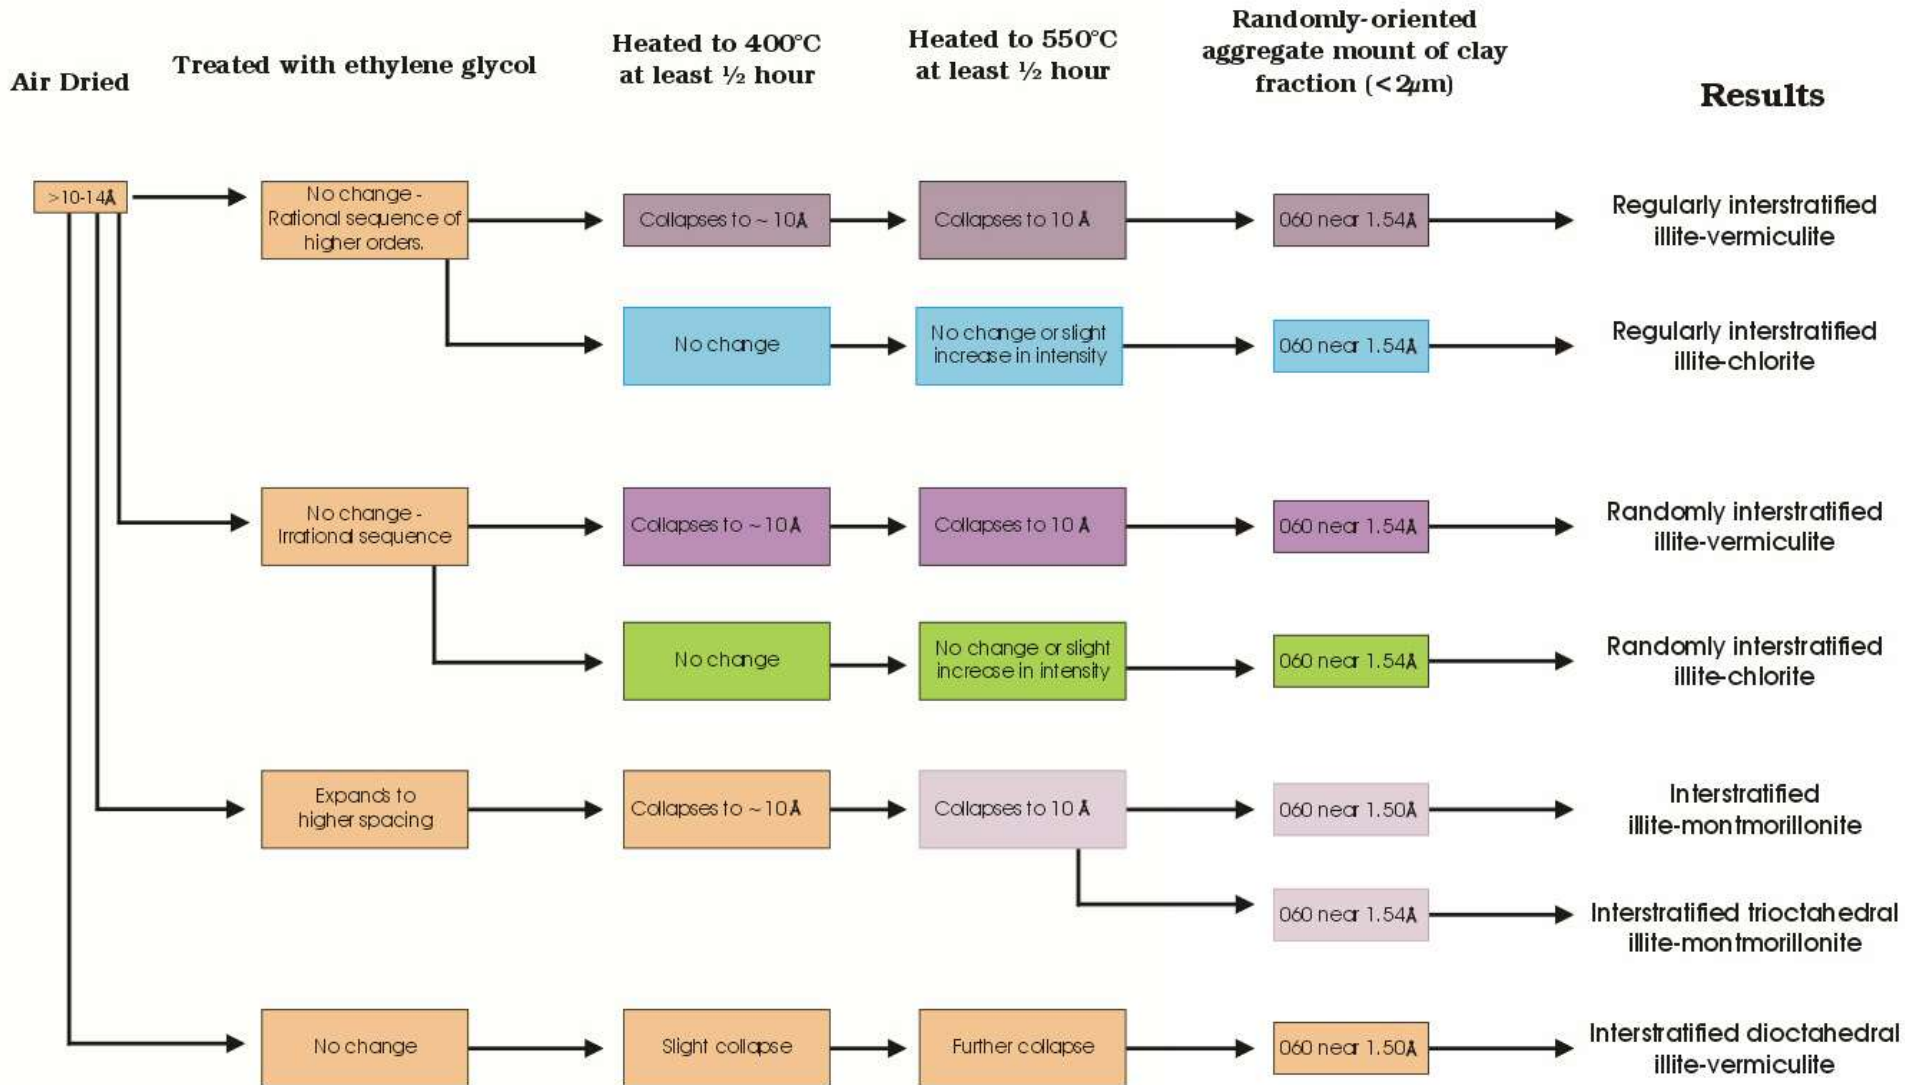 Air Dried
Treated with ethylene glycol
Heated to 400°C
at least ½ hour
Heated to 550°C
at least ½ hour
Randomly-oriented
aggregate mount of clay
fraction (<2µm)
Results
>10-14Å
No change -
Rational sequence of
higher orders.
Collapses to ~ 10Å
Collapses to 10 Å
060 near 1.54Å
Regularly interstratified
illite-vermiculite
No change
No change or slight
increase in intensity
060 near 1.54Å
Regularly interstratified
illite-chlorite
No change -
Irrational sequence
Collapses to ~10Å
Collapses to 10 Å
060 near 1.54Å
Randomly interstratified
illite-vermiculite
No change
No change or slight
increase in intensity
060 near 1.54Å
Randomly interstratified
illite-chlorite
Expands to
higher spacing
Collapses to ~10Å
Collapses to 10 Å
060 near 1.50Å
Interstratified
illite-montmorillonite
060 near 1.54Å
Interstratified trioctahedral
illite-montmorillonite
No change
Slight collapse
Further collapse
060 near 1.50Å
Interstratified dioctahedral
illite-vermiculite